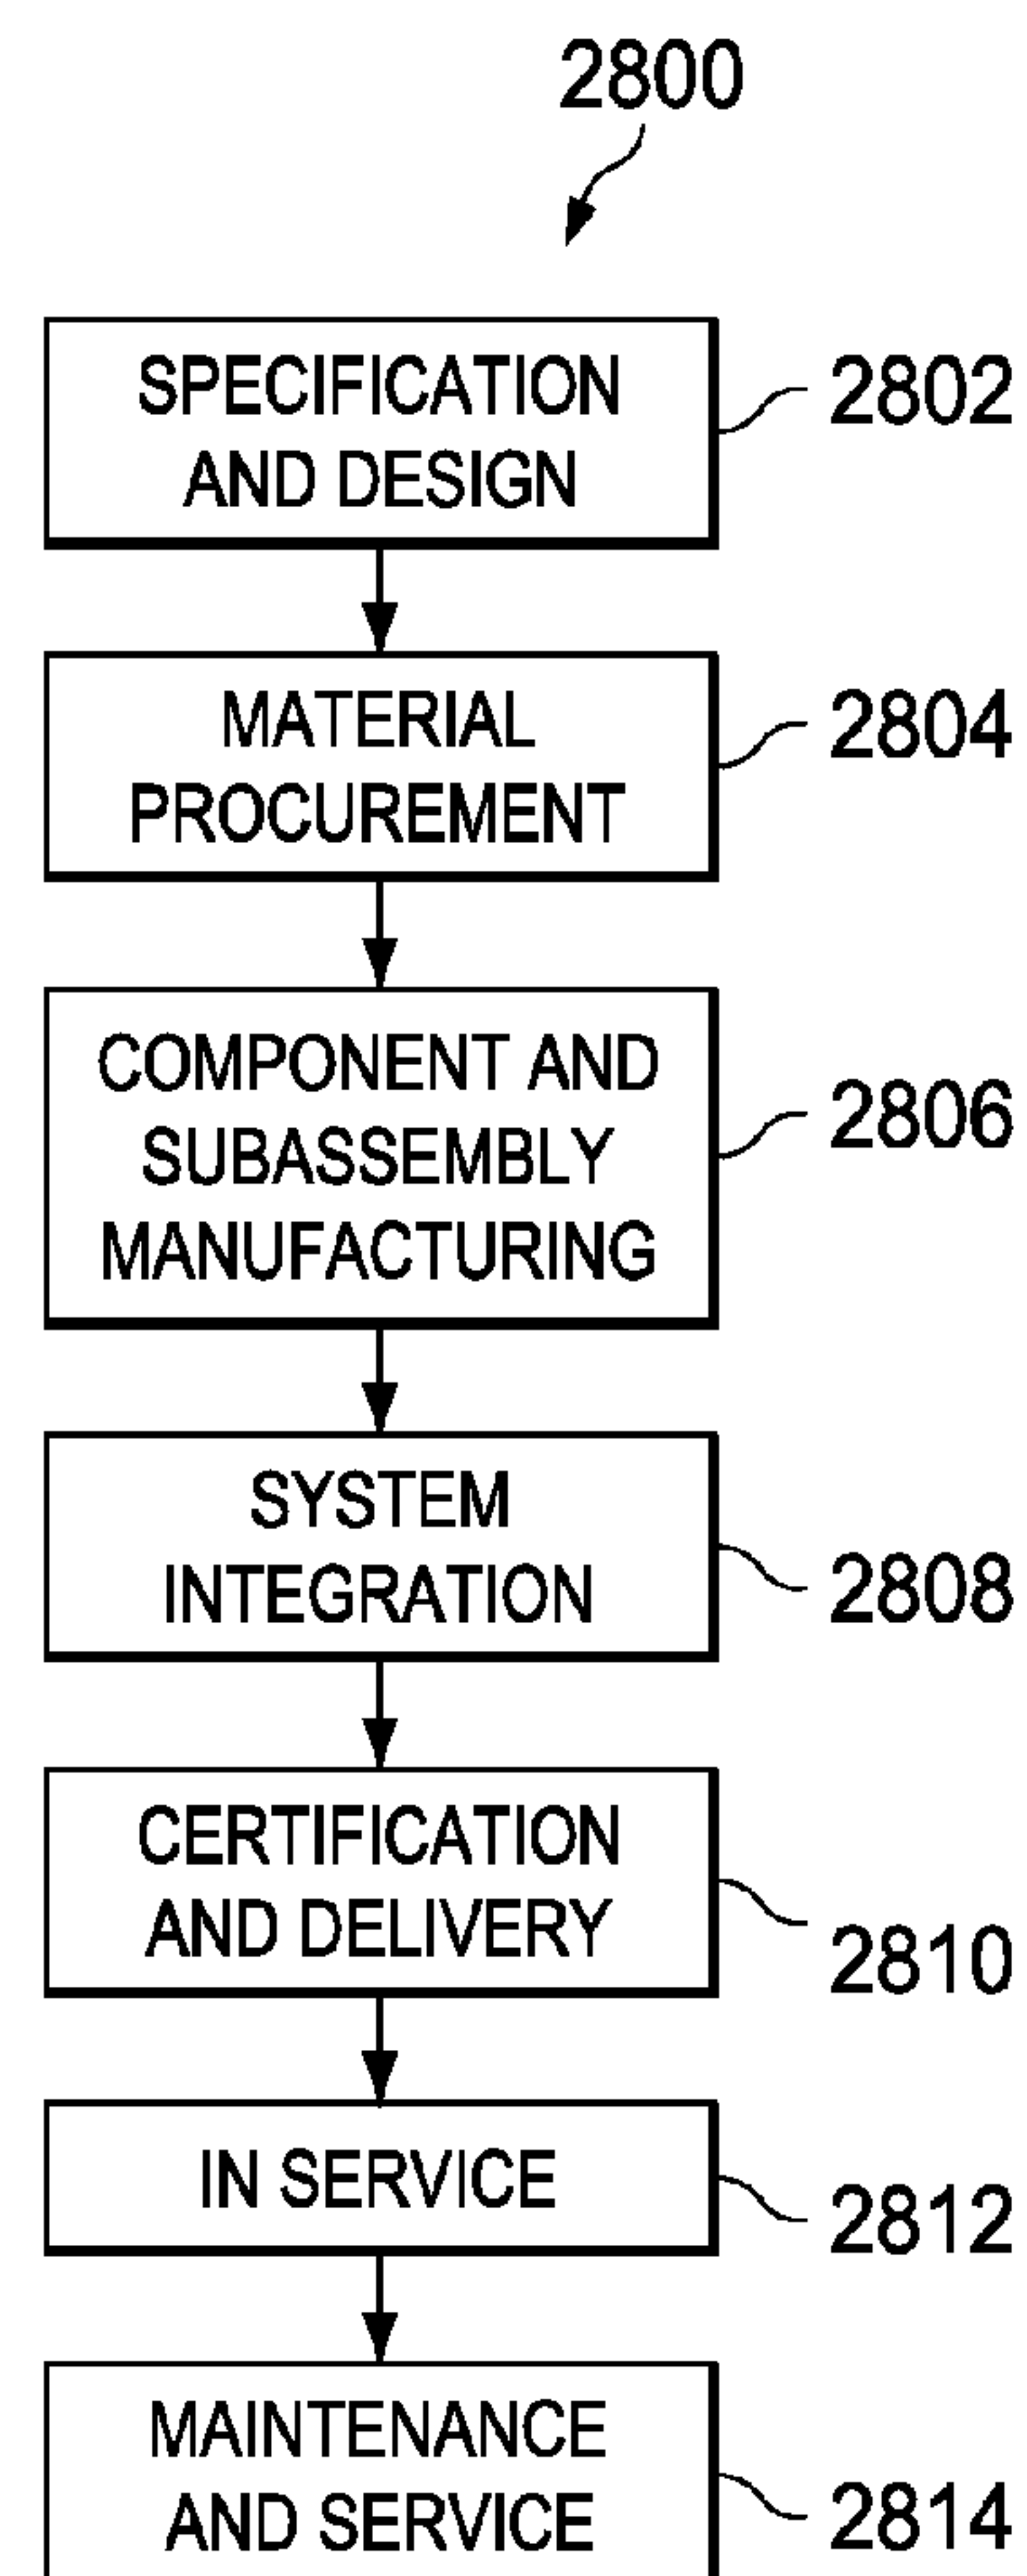 2800
SPECIFICATION
AND DESIGN
2802
MATERIAL
PROCUREMENT
2804
COMPONENT AND
SUBASSEMBLY
MANUFACTURING
2806
SYSTEM
INTEGRATION
2808
CERTIFICATION
AND DELIVERY
2810
IN SERVICE
2812
MAINTENANCE
AND SERVICE
2814